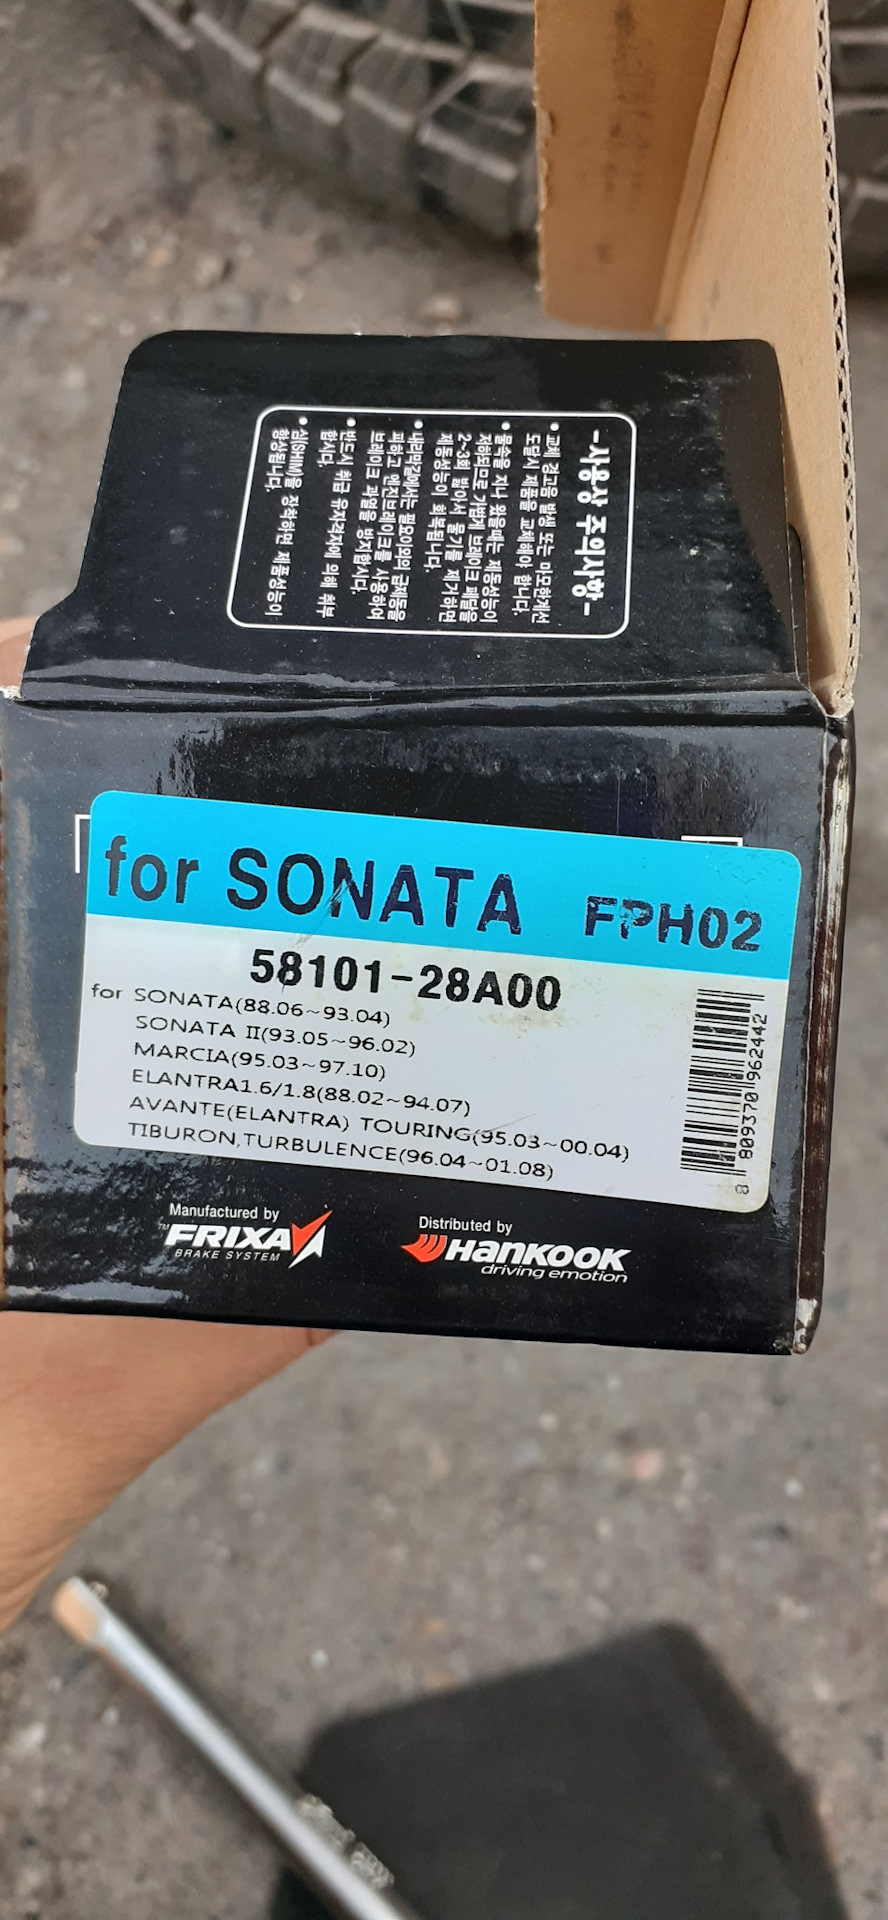 -사용상 주의사항-
• 교체 경고음 발생 또는 마모한계선
도달시 제품을 교체해야 합니다.
• 물속을 지나 왔을때는 제동성능이
저하되므로 가볍게 브레이크 페달을
2~3회 밟아서 물기를 제거하면
제동성능이 회복됩니다.
• 내리막길에서는 필요이외의 급제동을
피하고 엔진브레이크를 사용하여
브레이크 과열을 방지합시다.
• 반드시 취급 유자격자에 의해 취부
합시다.
• 심(SHIM)을 장착하면 제품성능이
향상됩니다.
for SONATA FPH02
58101-28A00
for SONATA(88.06~93.04)
SONATA II(93.05~96.02)
MARCIA(95.03~97.10)
ELANTRA1.6/1.8(88.02~94.07)
AVANTE(ELANTRA) TOURING(95.03~00.04)
TIBURON,TURBULENCE(96.04~01.08)
8 809370 962442
Manufactured by
™FRIXA
BRAKE SYSTEM
Distributed by
HANKOOK
driving emotion